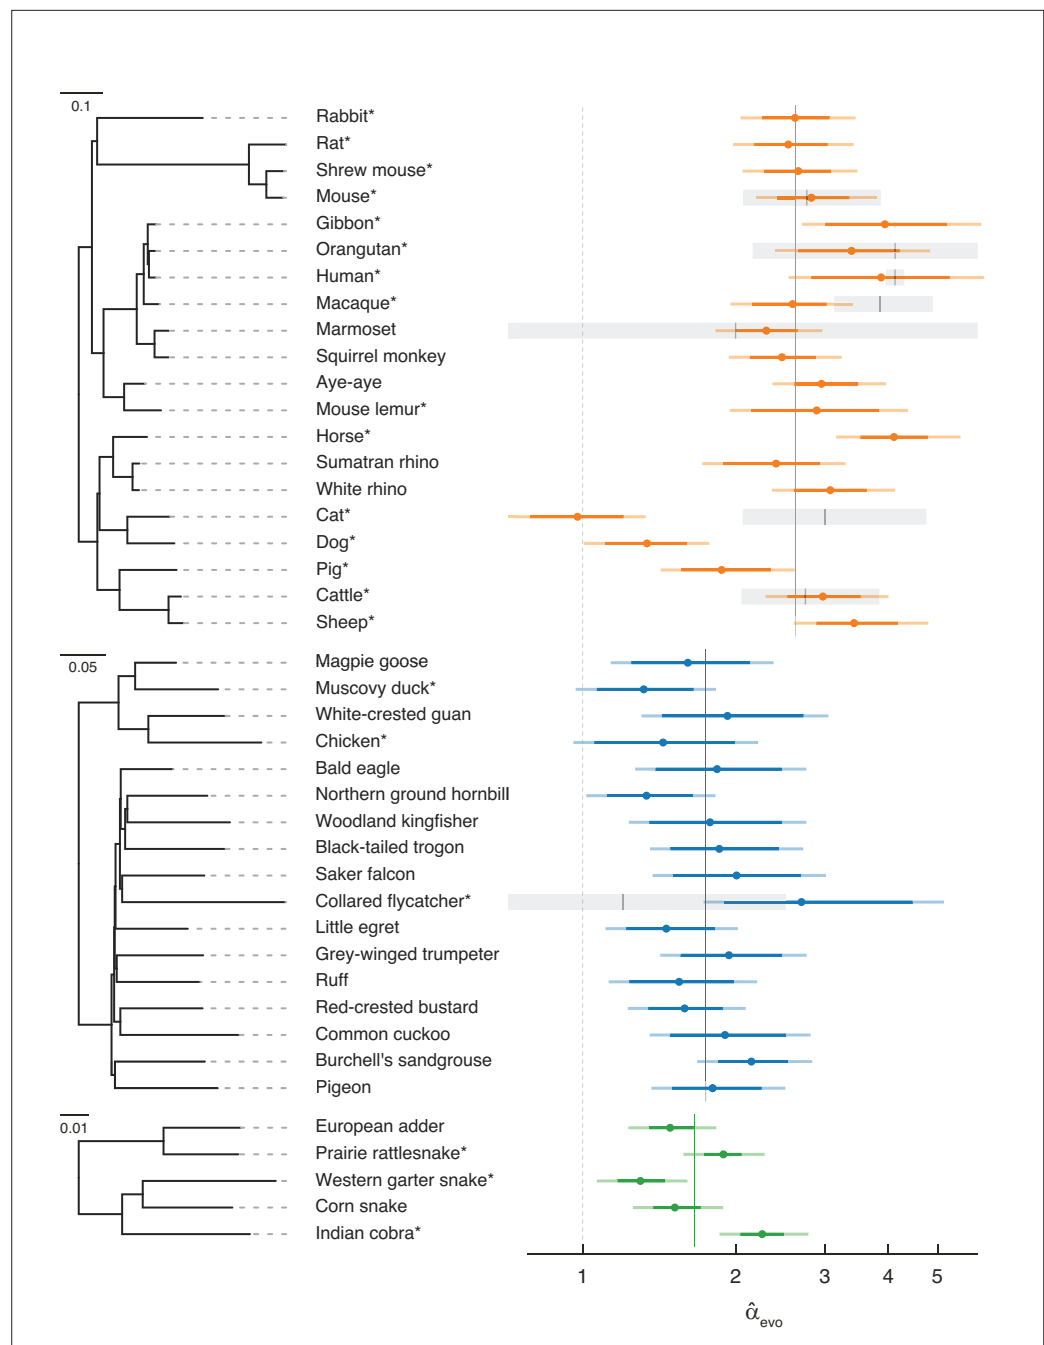 0.1
Rabbit*
Rat*
Shrew mouse*
Mouse*
Gibbon*
Orangutan*
Human*
Macaque*
Marmoset
Squirrel monkey
Aye-aye
Mouse lemur*
Horse*
Sumatran rhino
White rhino
Cat*
Dog*
Pig*
Cattle*
Sheep*
0.05
Magpie goose
Muscovy duck*
White-crested guan
Chicken*
Bald eagle
Northern ground hornbill
Woodland kingfisher
Black-tailed trogon
Saker falcon
Collared flycatcher*
Little egret
Grey-winged trumpeter
Ruff
Red-crested bustard
Common cuckoo
Burchell's sandgrouse
Pigeon
0.01
European adder
Prairie rattlesnake*
Western garter snake*
Corn snake
Indian cobra*
1 2 3 4 5
α̂evo